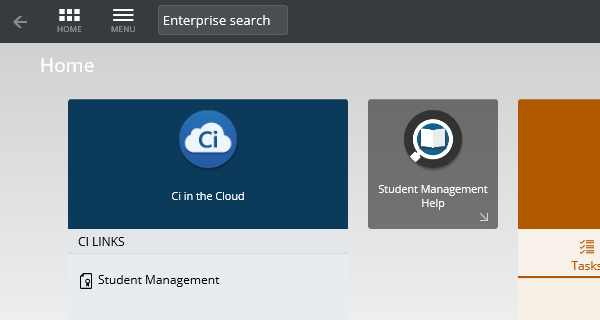 HOME
MENU
Enterprise search
Home
Ci
Ci in the Cloud
Student Management
Help
CI LINKS
Student Management
Tasks